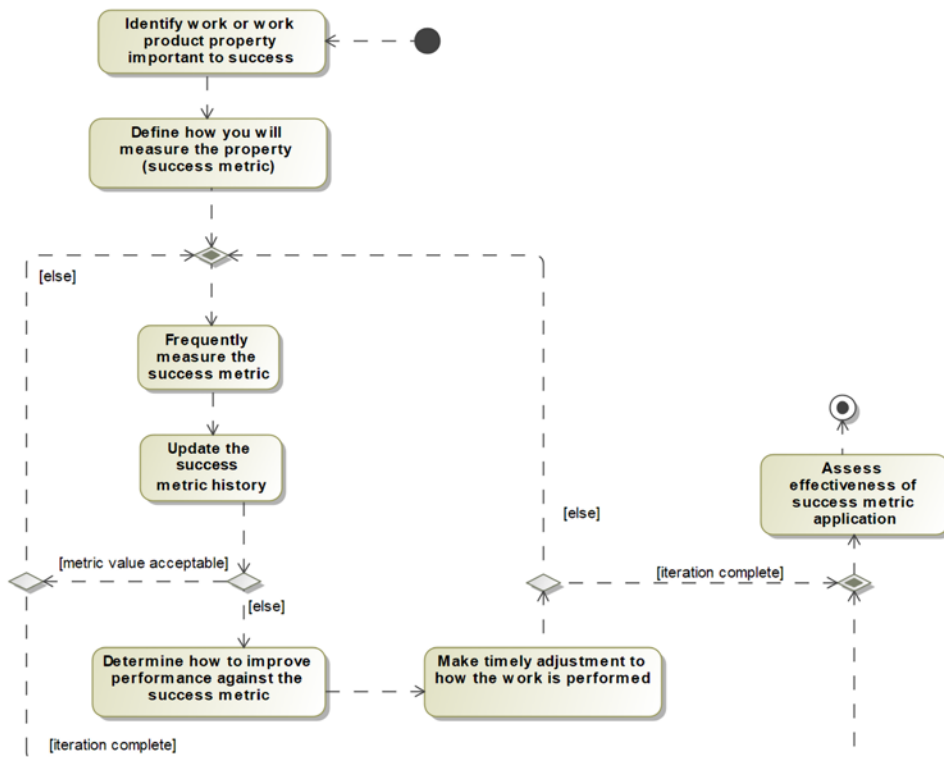 Identify work or work
product property
important to success
Define how you will
measure the property
(success metric)
[else]
Frequently
measure the
success metric
Update the
success
metric history
[else]
Assess
effectiveness of
success metric
application
[metric value acceptable]
[iteration complete]
[else]
Determine how to improve
performance against the
success metric
Make timely adjustment to
how the work is performed
[iteration complete]